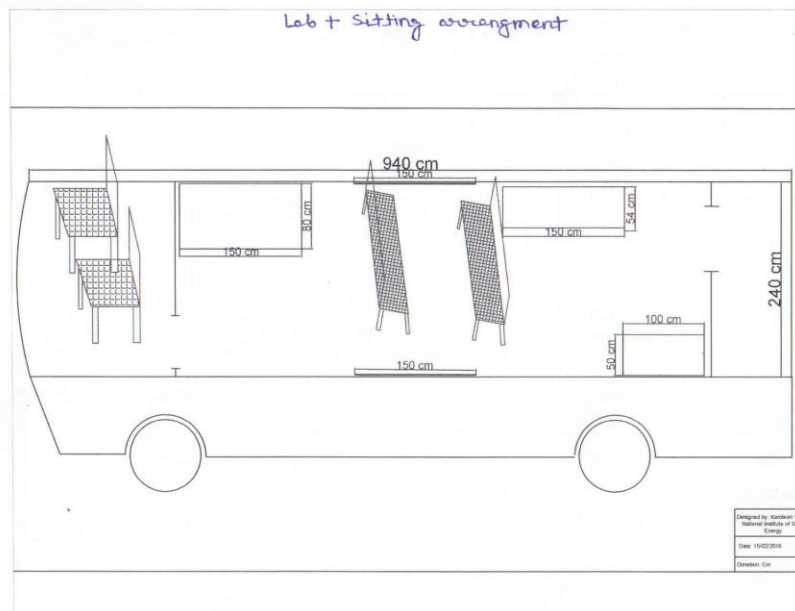 Lab + Sitting arrangment
940 cm
150 cm
80 cm
150 cm
54 cm
150 cm
240 cm
100 cm
50 cm
150 cm
Designed by: Kamlesh
National Institute of S
Energy
Date: 15/02/2016
Dimetion: Cm